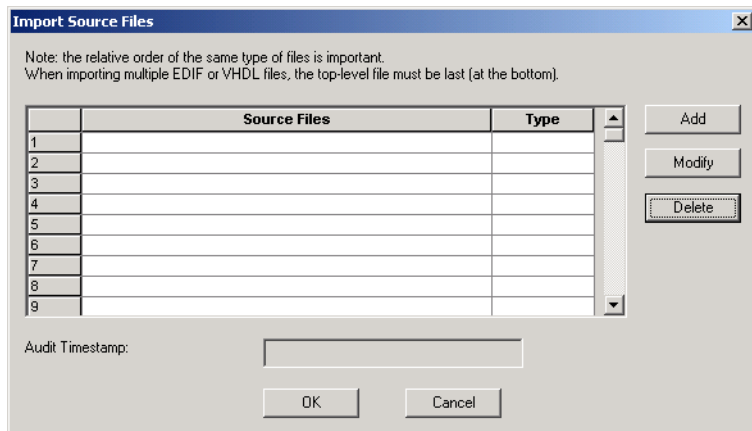 Import Source Files
Note: the relative order of the same type of files is important.
When importing multiple EDIF or VHDL files, the top-level file must be last (at the bottom).
Source Files Type
1
2
3
4
5
6
7
8
9
Add
Modify
Delete
Audit Timestamp:
OK Cancel